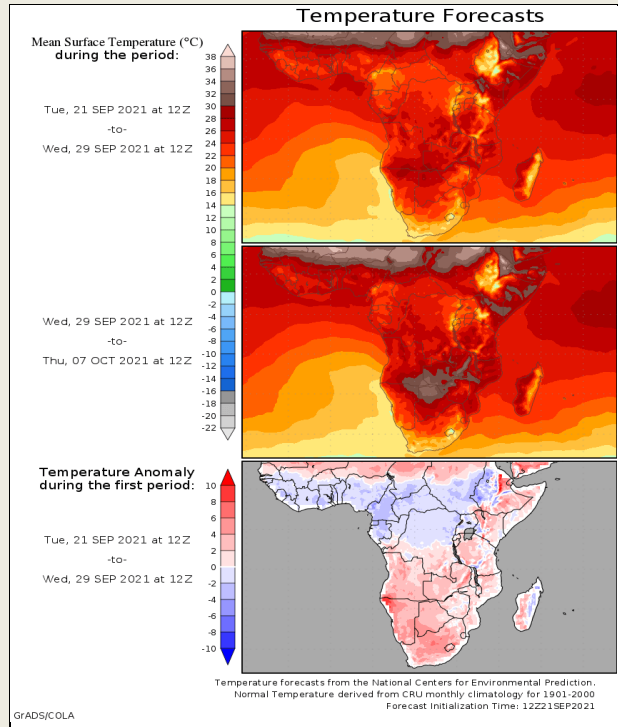 Temperature Forecasts
Mean Surface Temperature (°C)
during the period:
Tue, 21 SEP 2021 at 12Z
-to-
Wed, 29 SEP 2021 at 12Z
38
36
34
32
30
28
26
24
22
20
18
16
14
12
10
8
6
4
2
0
-2
-4
-6
-8
-10
-12
-14
-16
-18
-20
-22
Wed, 29 SEP 2021 at 12Z
-to-
Thu, 07 OCT 2021 at 12Z
Temperature Anomaly
during the first period:
Tue, 21 SEP 2021 at 12Z
-to-
Wed, 29 SEP 2021 at 12Z
10
8
6
4
2
0
-2
-4
-6
-8
-10
Temperature forecasts from the National Centers for Environmental Prediction.
Normal Temperature derived from CRU monthly climatology for 1901-2000
Forecast Initialization Time: 12Z21SEP2021
GrADS/COLA